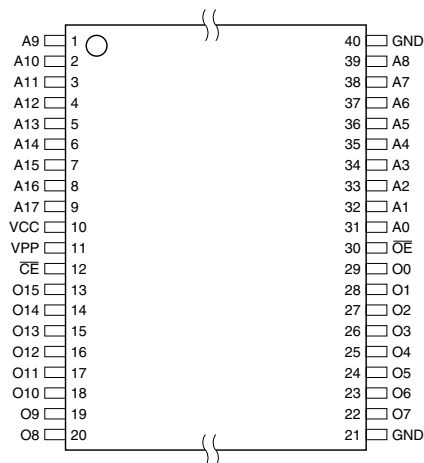 A9 1 40 GND
A10 2 39 A8
A11 3 38 A7
A12 4 37 A6
A13 5 36 A5
A14 6 35 A4
A15 7 34 A3
A16 8 33 A2
A17 9 32 A1
VCC 10 31 A0
VPP 11 30 O̅E̅
C̅E̅ 12 29 O0
O15 13 28 O1
O14 14 27 O2
O13 15 26 O3
O12 16 25 O4
O11 17 24 O5
O10 18 23 O6
O9 19 22 O7
O8 20 21 GND